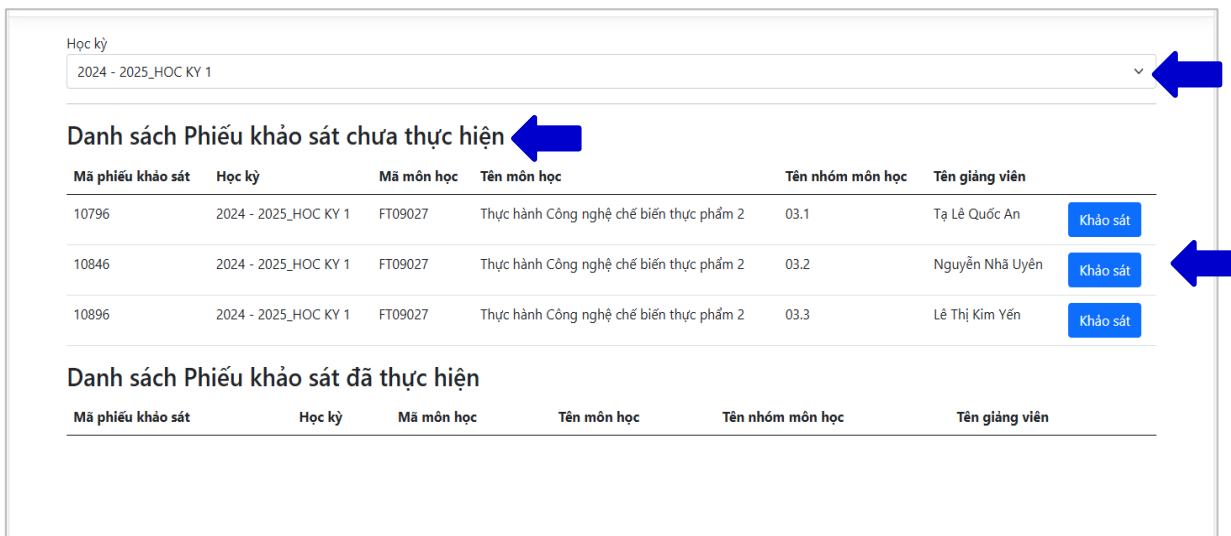 Học kỳ
2024 - 2025_HOC KY 1
Danh sách Phiếu khảo sát chưa thực hiện
Mã phiếu khảo sát Học kỳ Mã môn học Tên môn học Tên nhóm môn học Tên giảng viên
10796 2024 - 2025_HOC KY 1 FT09027 Thực hành Công nghệ chế biến thực phẩm 2 03.1 Tạ Lê Quốc An Khảo sát
10846 2024 - 2025_HOC KY 1 FT09027 Thực hành Công nghệ chế biến thực phẩm 2 03.2 Nguyễn Nhã Uyên Khảo sát
10896 2024 - 2025_HOC KY 1 FT09027 Thực hành Công nghệ chế biến thực phẩm 2 03.3 Lê Thị Kim Yến Khảo sát
Danh sách Phiếu khảo sát đã thực hiện
Mã phiếu khảo sát Học kỳ Mã môn học Tên môn học Tên nhóm môn học Tên giảng viên